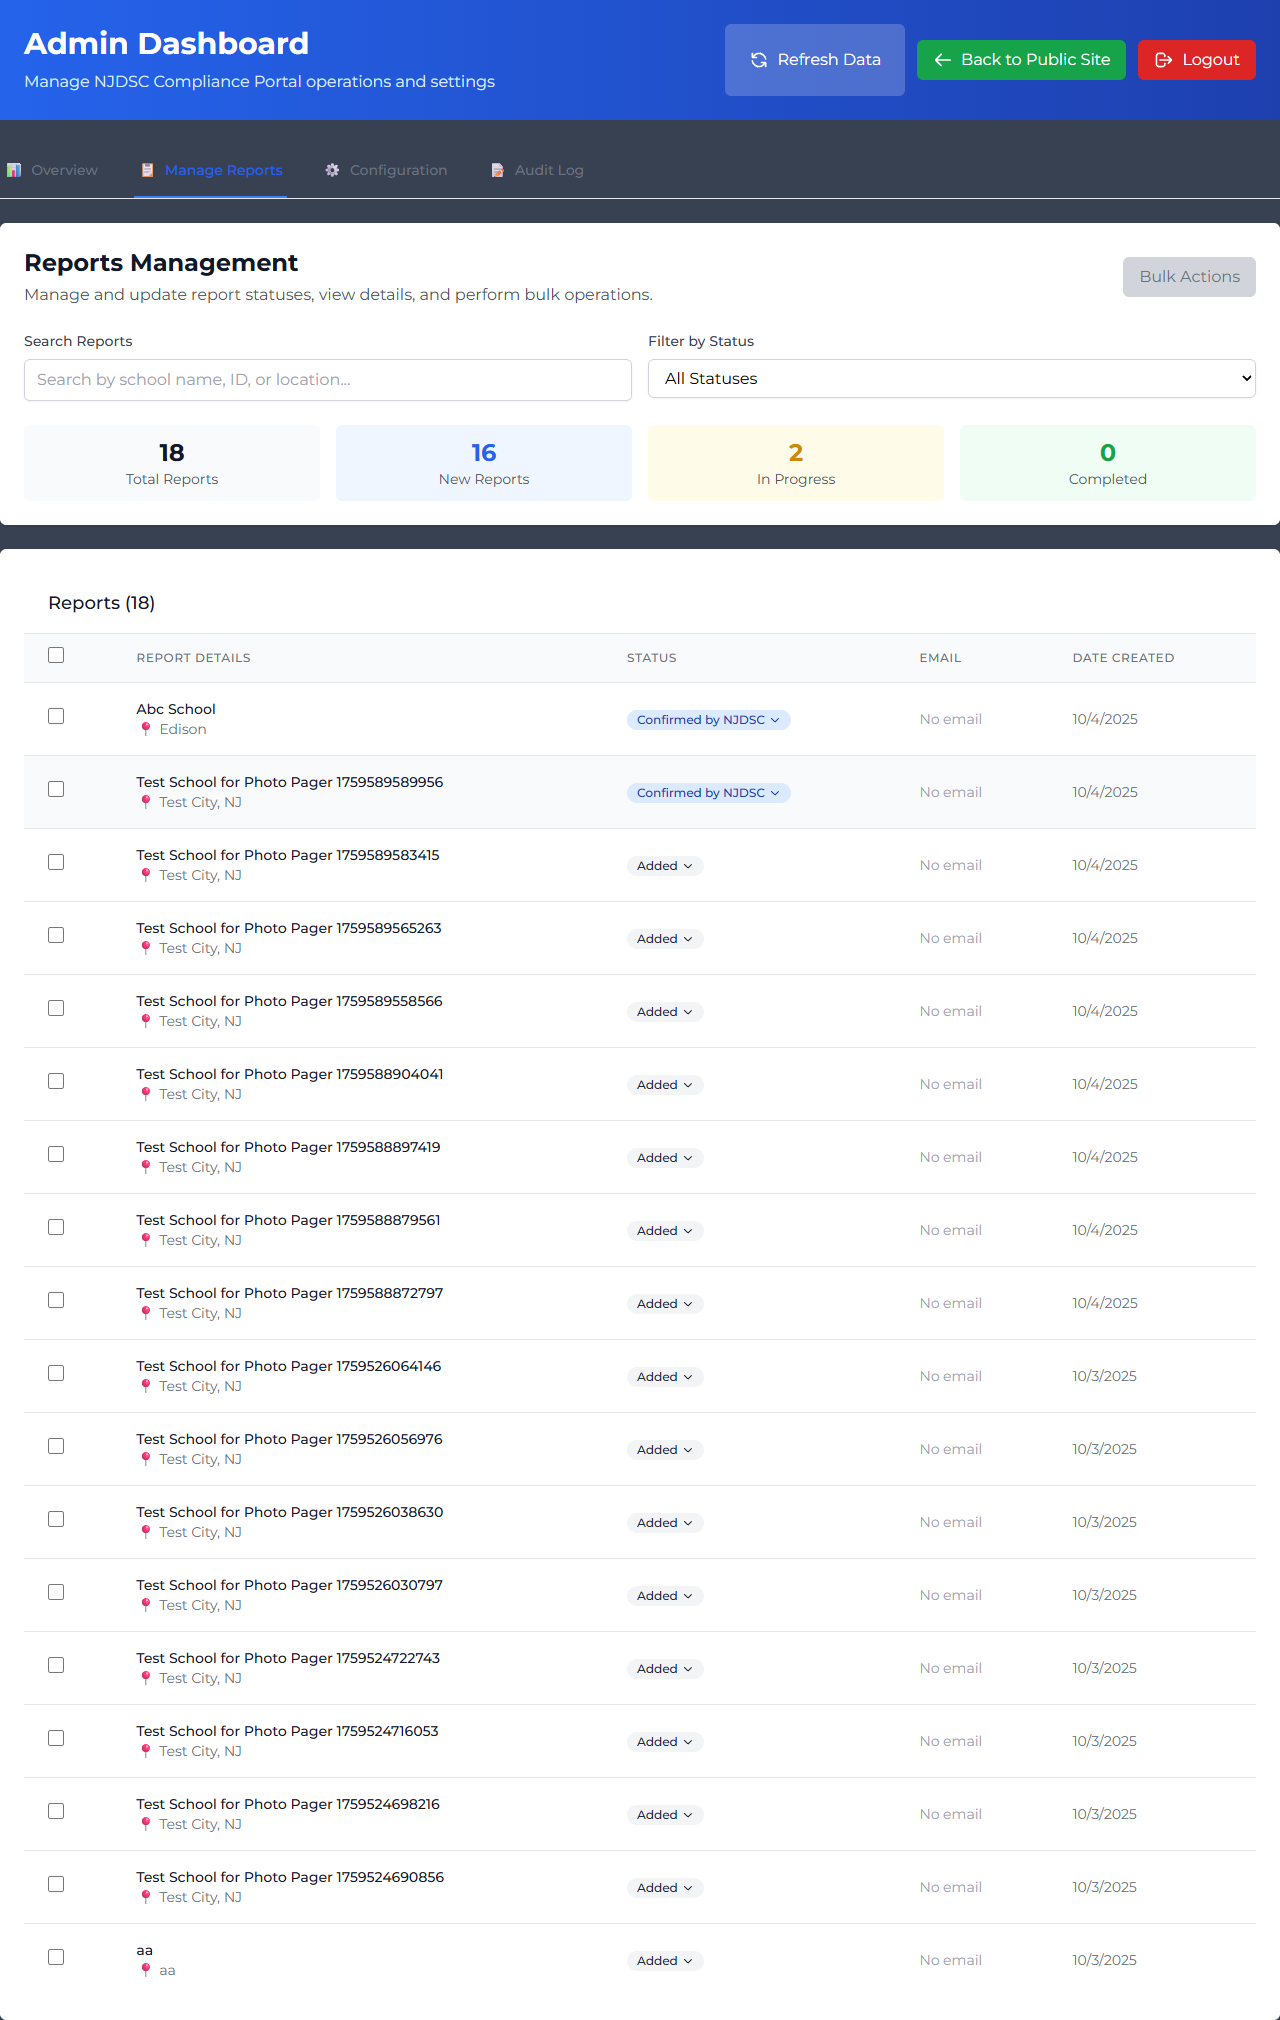 Admin Dashboard
Manage NJDSC Compliance Portal operations and settings
Refresh Data
Back to Public Site
Logout
Overview
Manage Reports
Configuration
Audit Log
Reports Management
Manage and update report statuses, view details, and perform bulk operations.
Bulk Actions
Search Reports
Filter by Status
Search by school name, ID, or location...
All Statuses
18
Total Reports
16
New Reports
2
In Progress
0
Completed
Reports (18)
REPORT DETAILS STATUS EMAIL DATE CREATED
Abc School
Edison
Confirmed by NJDSC No email 10/4/2025
Test School for Photo Pager 1759589589956
Test City, NJ
Confirmed by NJDSC No email 10/4/2025
Test School for Photo Pager 1759589583415
Test City, NJ
Added No email 10/4/2025
Test School for Photo Pager 1759589565263
Test City, NJ
Added No email 10/4/2025
Test School for Photo Pager 1759589558566
Test City, NJ
Added No email 10/4/2025
Test School for Photo Pager 1759588904041
Test City, NJ
Added No email 10/4/2025
Test School for Photo Pager 1759588897419
Test City, NJ
Added No email 10/4/2025
Test School for Photo Pager 1759588879561
Test City, NJ
Added No email 10/4/2025
Test School for Photo Pager 1759588872797
Test City, NJ
Added No email 10/4/2025
Test School for Photo Pager 1759526064146
Test City, NJ
Added No email 10/3/2025
Test School for Photo Pager 1759526056976
Test City, NJ
Added No email 10/3/2025
Test School for Photo Pager 1759526038630
Test City, NJ
Added No email 10/3/2025
Test School for Photo Pager 1759526030797
Test City, NJ
Added No email 10/3/2025
Test School for Photo Pager 1759524722743
Test City, NJ
Added No email 10/3/2025
Test School for Photo Pager 1759524716053
Test City, NJ
Added No email 10/3/2025
Test School for Photo Pager 1759524698216
Test City, NJ
Added No email 10/3/2025
Test School for Photo Pager 1759524690856
Test City, NJ
Added No email 10/3/2025
aa
aa
Added No email 10/3/2025